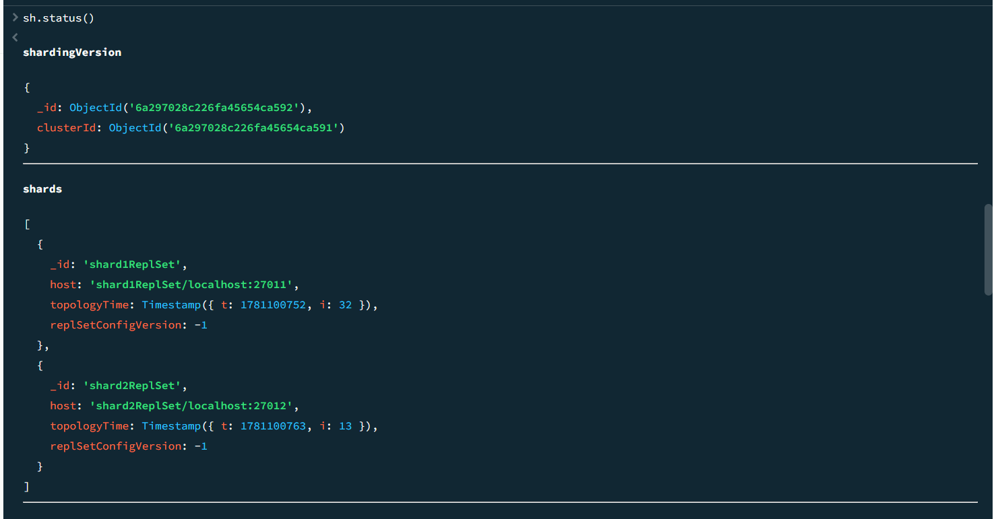 sh.status()
shardingVersion
{
_id: ObjectId('6a297028c226fa45654ca592'),
clusterId: ObjectId('6a297028c226fa45654ca591')
}
shards
[
{
_id: 'shard1ReplSet',
host: 'shard1ReplSet/localhost:27011',
topologyTime: Timestamp({ t: 1781100752, i: 32 }),
replSetConfigVersion: -1
},
{
_id: 'shard2ReplSet',
host: 'shard2ReplSet/localhost:27012',
topologyTime: Timestamp({ t: 1781100763, i: 13 }),
replSetConfigVersion: -1
}
]